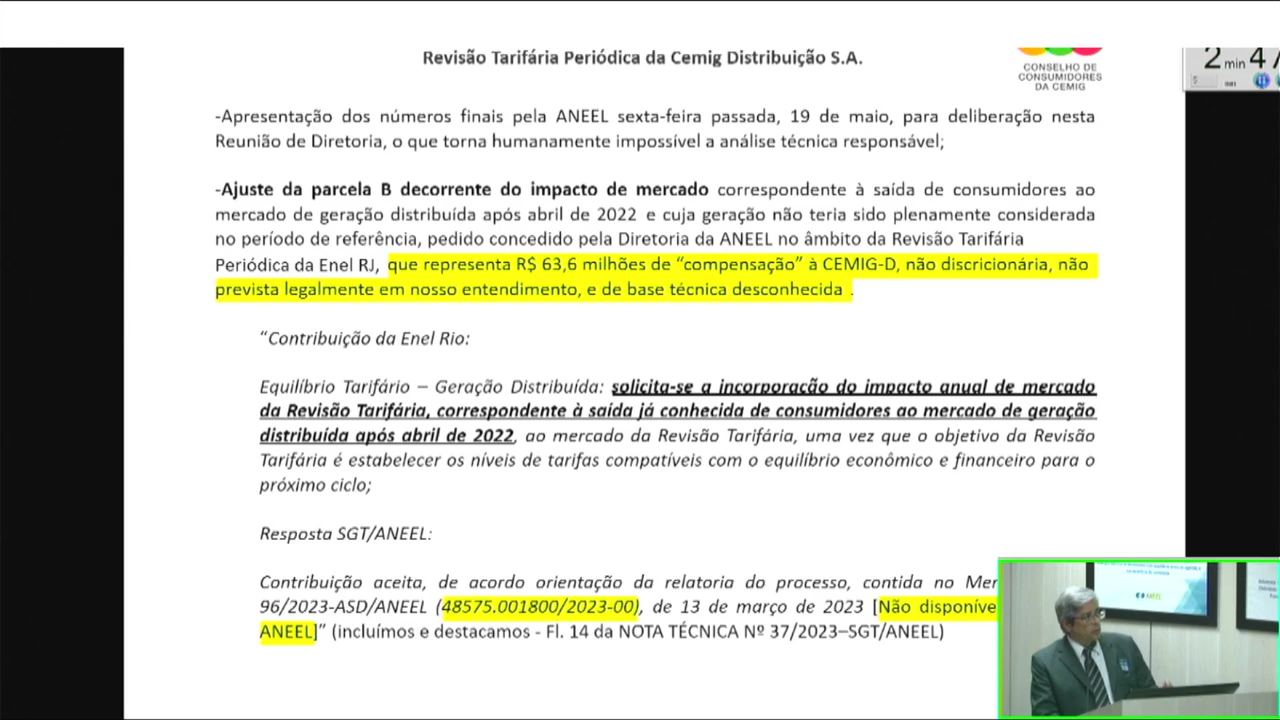 Revisão Tarifária Periódica da Cemig Distribuição S.A.
CONSELHO DE
CONSUMIDORES
DA CEMIG
2 min 47
-Apresentação dos números finais pela ANEEL sexta-feira passada, 19 de maio, para deliberação nesta
Reunião de Diretoria, o que torna humanamente impossível a análise técnica responsável;
-Ajuste da parcela B decorrente do impacto de mercado correspondente à saída de consumidores ao
mercado de geração distribuída após abril de 2022 e cuja geração não teria sido plenamente considerada
no período de referência, pedido concedido pela Diretoria da ANEEL no âmbito da Revisão Tarifária
Periódica da Enel RJ, que representa R$ 63,6 milhões de “compensação” à CEMIG-D, não discricionária, não
prevista legalmente em nosso entendimento, e de base técnica desconhecida .
“Contribuição da Enel Rio:
Equilíbrio Tarifário – Geração Distribuída: solicita-se a incorporação do impacto anual de mercado
da Revisão Tarifária, correspondente à saída já conhecida de consumidores ao mercado de geração
distribuída após abril de 2022, ao mercado da Revisão Tarifária, uma vez que o objetivo da Revisão
Tarifária é estabelecer os níveis de tarifas compatíveis com o equilíbrio econômico e financeiro para o
próximo ciclo;
Resposta SGT/ANEEL:
Contribuição aceita, de acordo orientação da relatoria do processo, contida no Mer
96/2023-ASD/ANEEL (48575.001800/2023-00), de 13 de março de 2023 [Não disponíve
ANEEL]” (incluímos e destacamos - Fl. 14 da NOTA TÉCNICA Nº 37/2023–SGT/ANEEL)